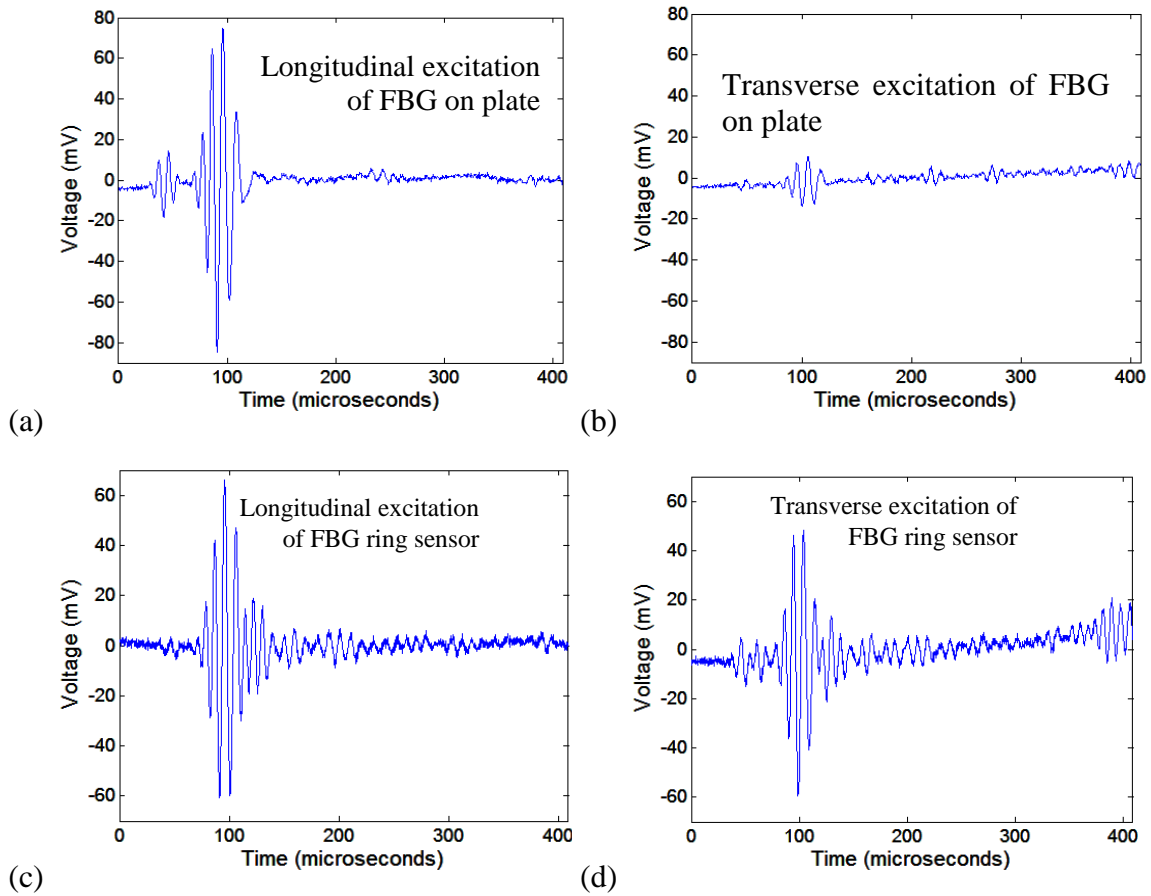 80
60
40
20
0
-20
-40
-60
-80
Voltage (mV)
Longitudinal excitation
of FBG on plate
0 100 200 300 400
Time (microseconds)
(a)
80
60
40
20
0
-20
-40
-60
-80
Voltage (mV)
Transverse excitation of FBG
on plate
0 100 200 300 400
Time (microseconds)
(b)
60
40
20
0
-20
-40
-60
Voltage (mV)
Longitudinal excitation
of FBG ring sensor
0 100 200 300 400
Time (microseconds)
(c)
60
40
20
0
-20
-40
-60
Voltage (mV)
Transverse excitation of
FBG ring sensor
0 100 200 300 400
Time (microseconds)
(d)